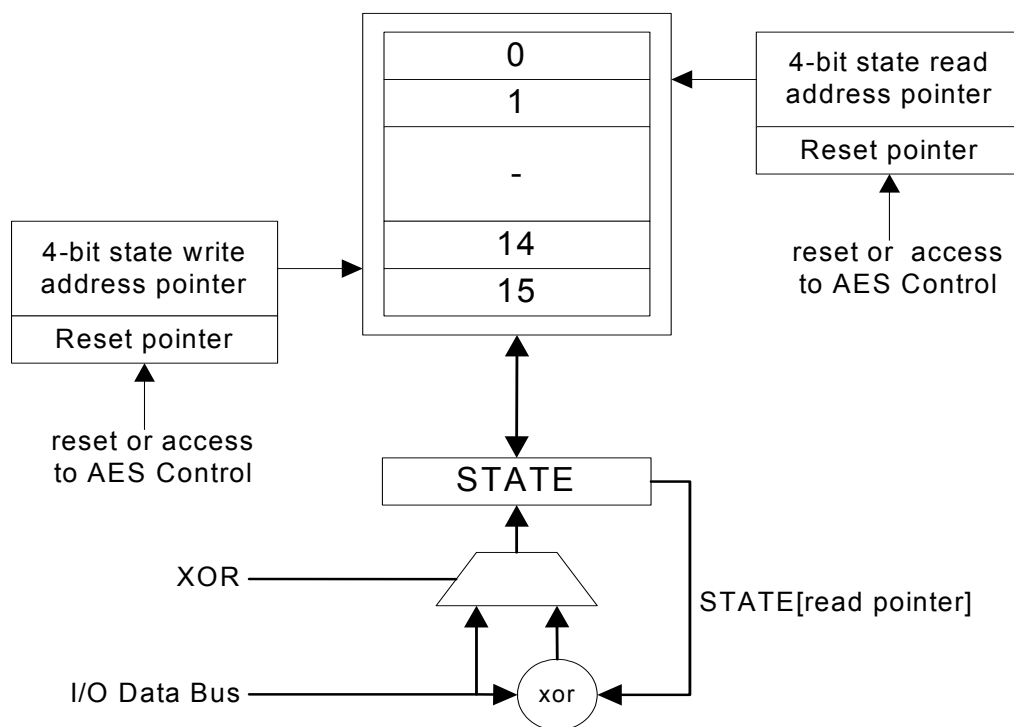 0
1
-
14
15
4-bit state read
address pointer
Reset pointer
reset or access
to AES Control
4-bit state write
address pointer
Reset pointer
reset or access
to AES Control
STATE
XOR
STATE[read pointer]
I/O Data Bus
xor